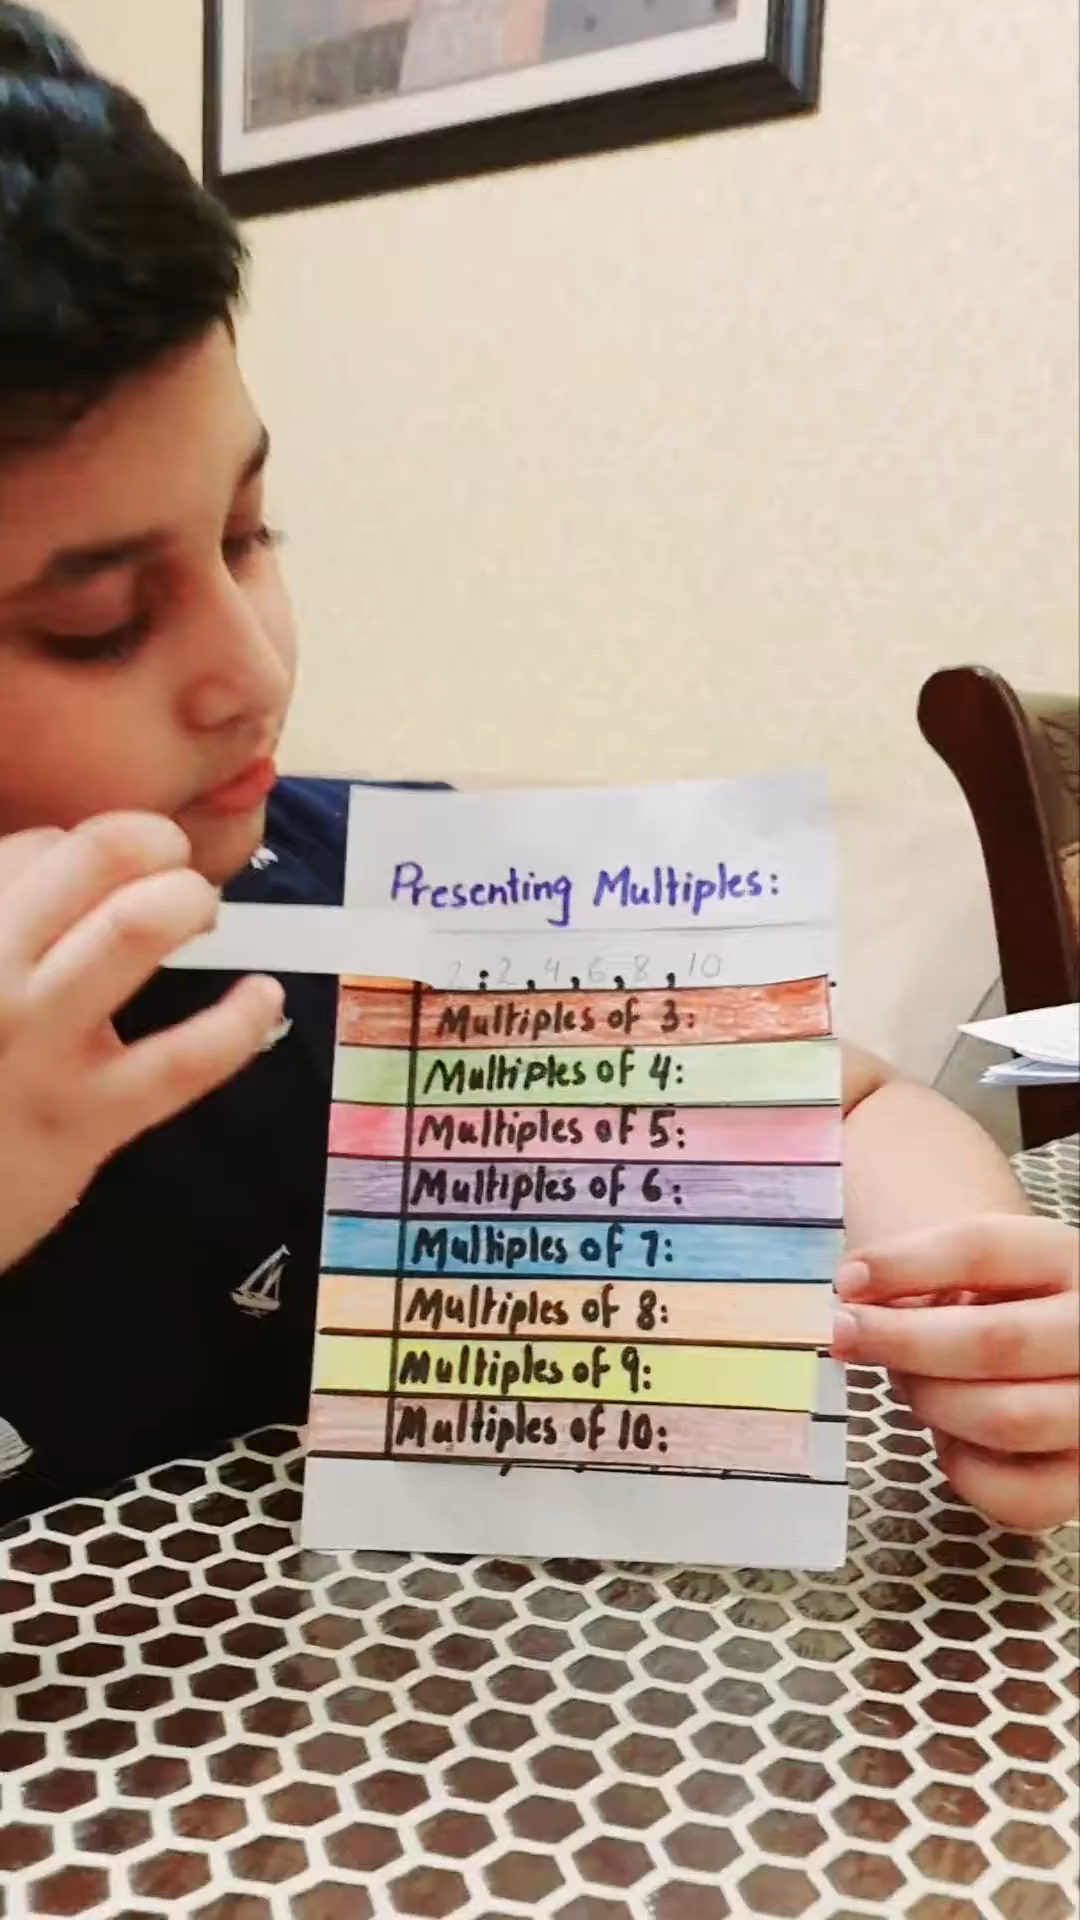 Presenting Multiples:
2:2,4,6,8,10
Multiples of 3:
Multiples of 4:
Multiples of 5:
Multiples of 6:
Multiples of 7:
Multiples of 8:
Multiples of 9:
Multiples of 10: